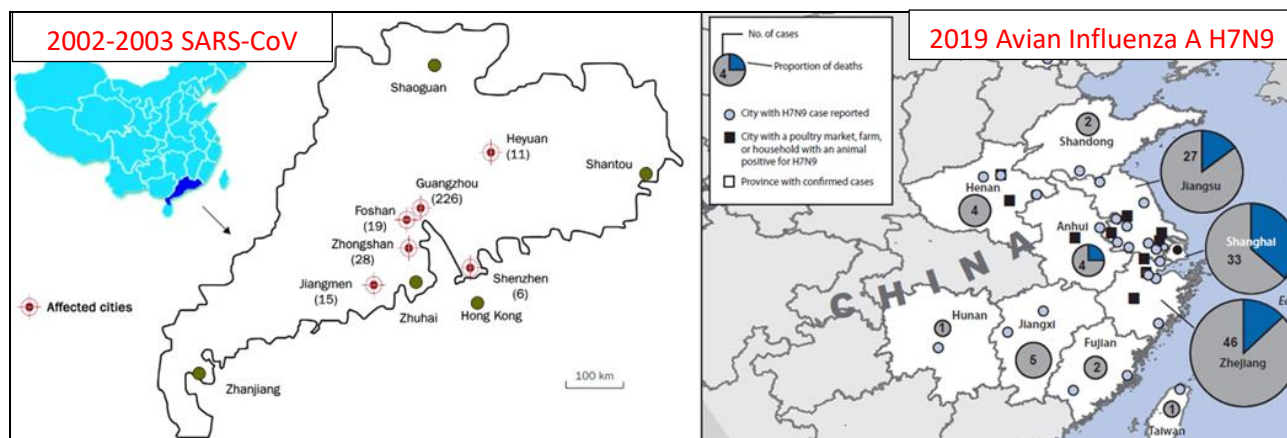 2002-2003 SARS-CoV
Shaoguan
Heyuan
(11)
Shantou
Guangzhou
(226)
Foshan
(19)
Zhongshan
(28)
Jiangmen
(15)
Shenzhen
(6)
Zhuhai
Hong Kong
Affected cities
Zhanjiang
100 km
2019 Avian Influenza A H7N9
No. of cases
4
Proportion of deaths
City with H7N9 case reported
City with a poultry market, farm,
or household with an animal
positive for H7N9
Province with confirmed cases
2
Shandong
27
Jiangsu
Henan
4
Anhui
4
Shanghai
33
CHINA
Hunan
1
Jiangxi
5
Fujian
2
46
Zhejiang
1
Taiwan